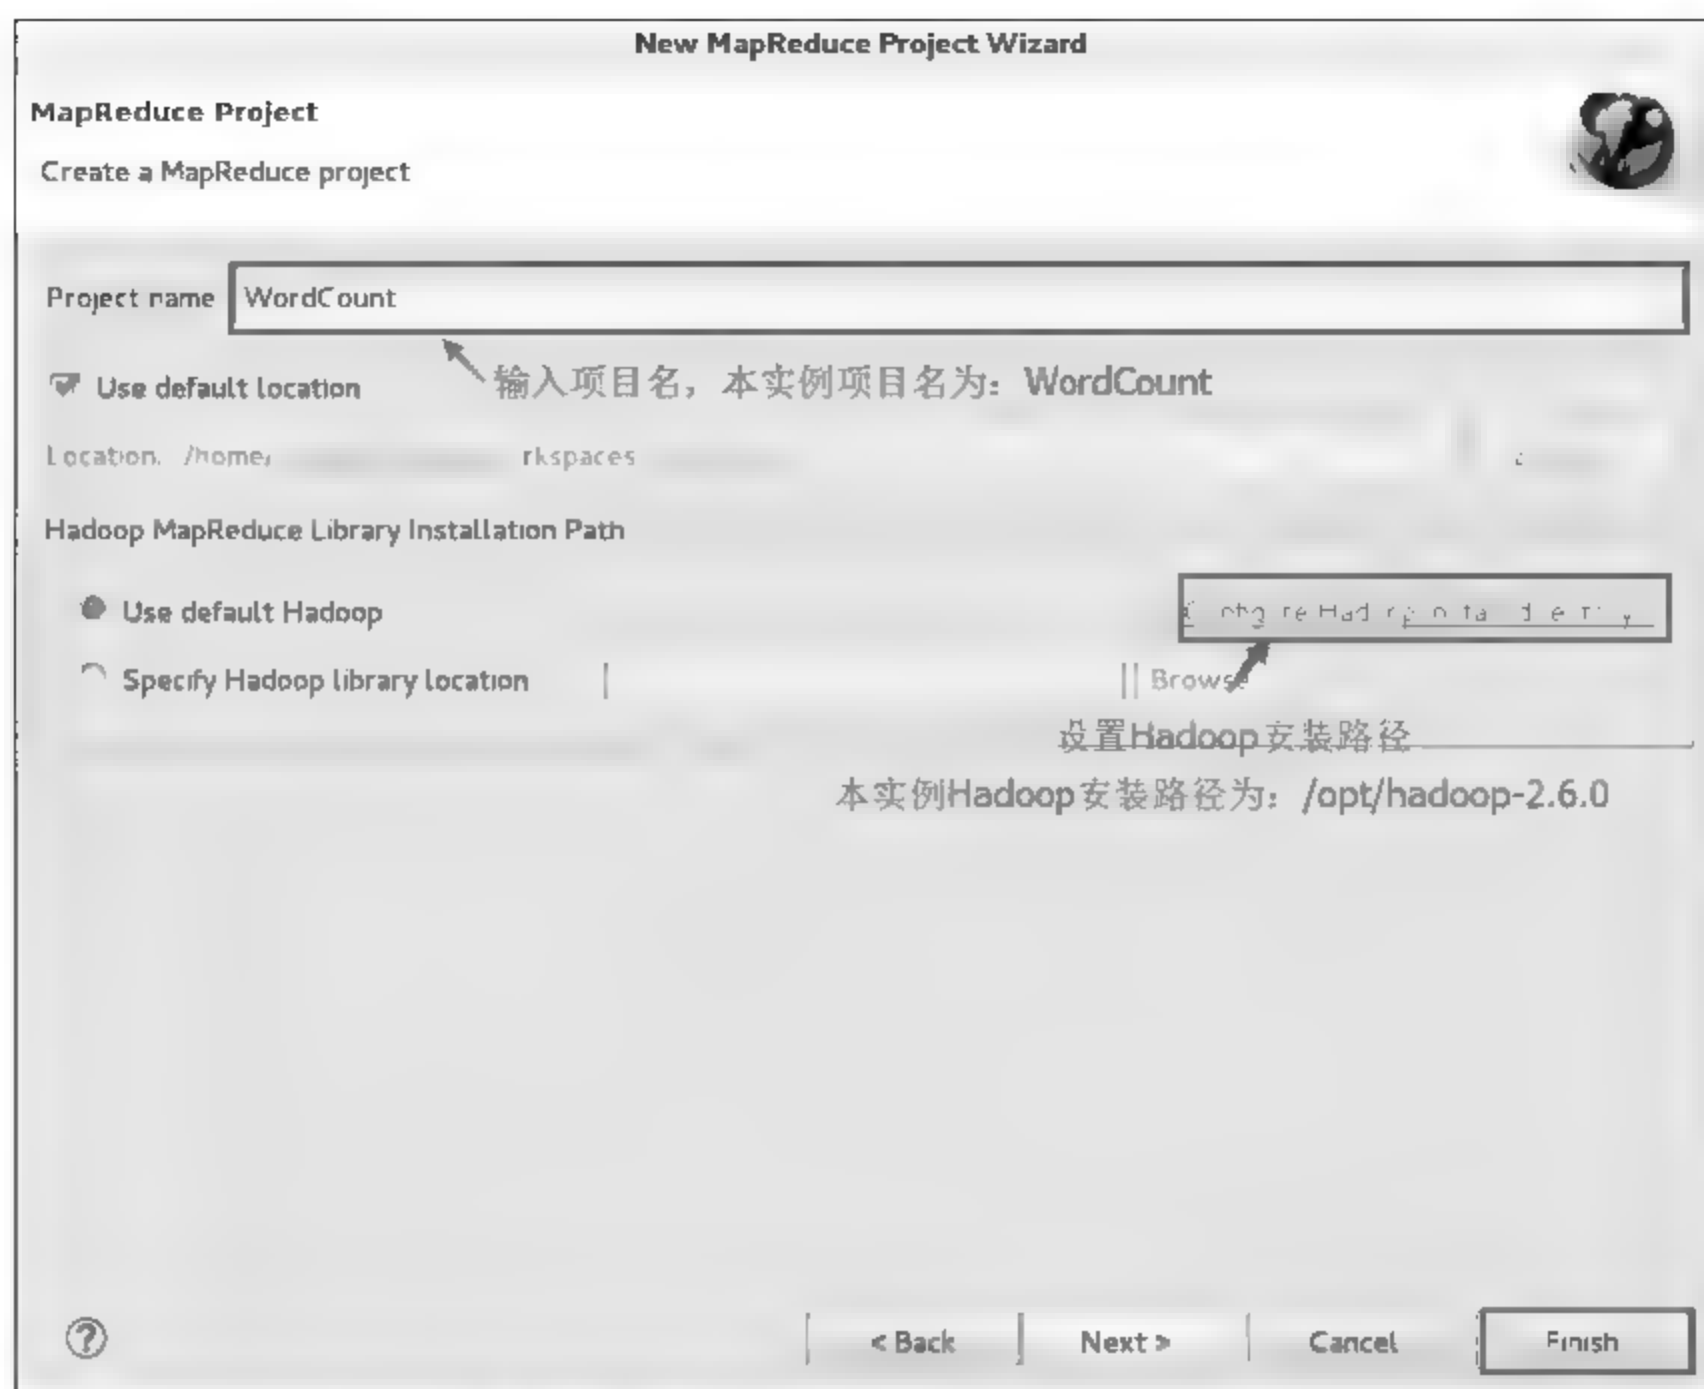 New MapReduce Project Wizard
MapReduce Project
Create a MapReduce project
Project name WordCount
Use default location
输入项目名，本实例项目名为：WordCount
Location: /home/ rkspaces
Hadoop MapReduce Library Installation Path
Use default Hadoop
Specify Hadoop library location Browse
设置Hadoop安装路径
本实例Hadoop安装路径为：/opt/hadoop-2.6.0
< Back Next > Cancel Finish